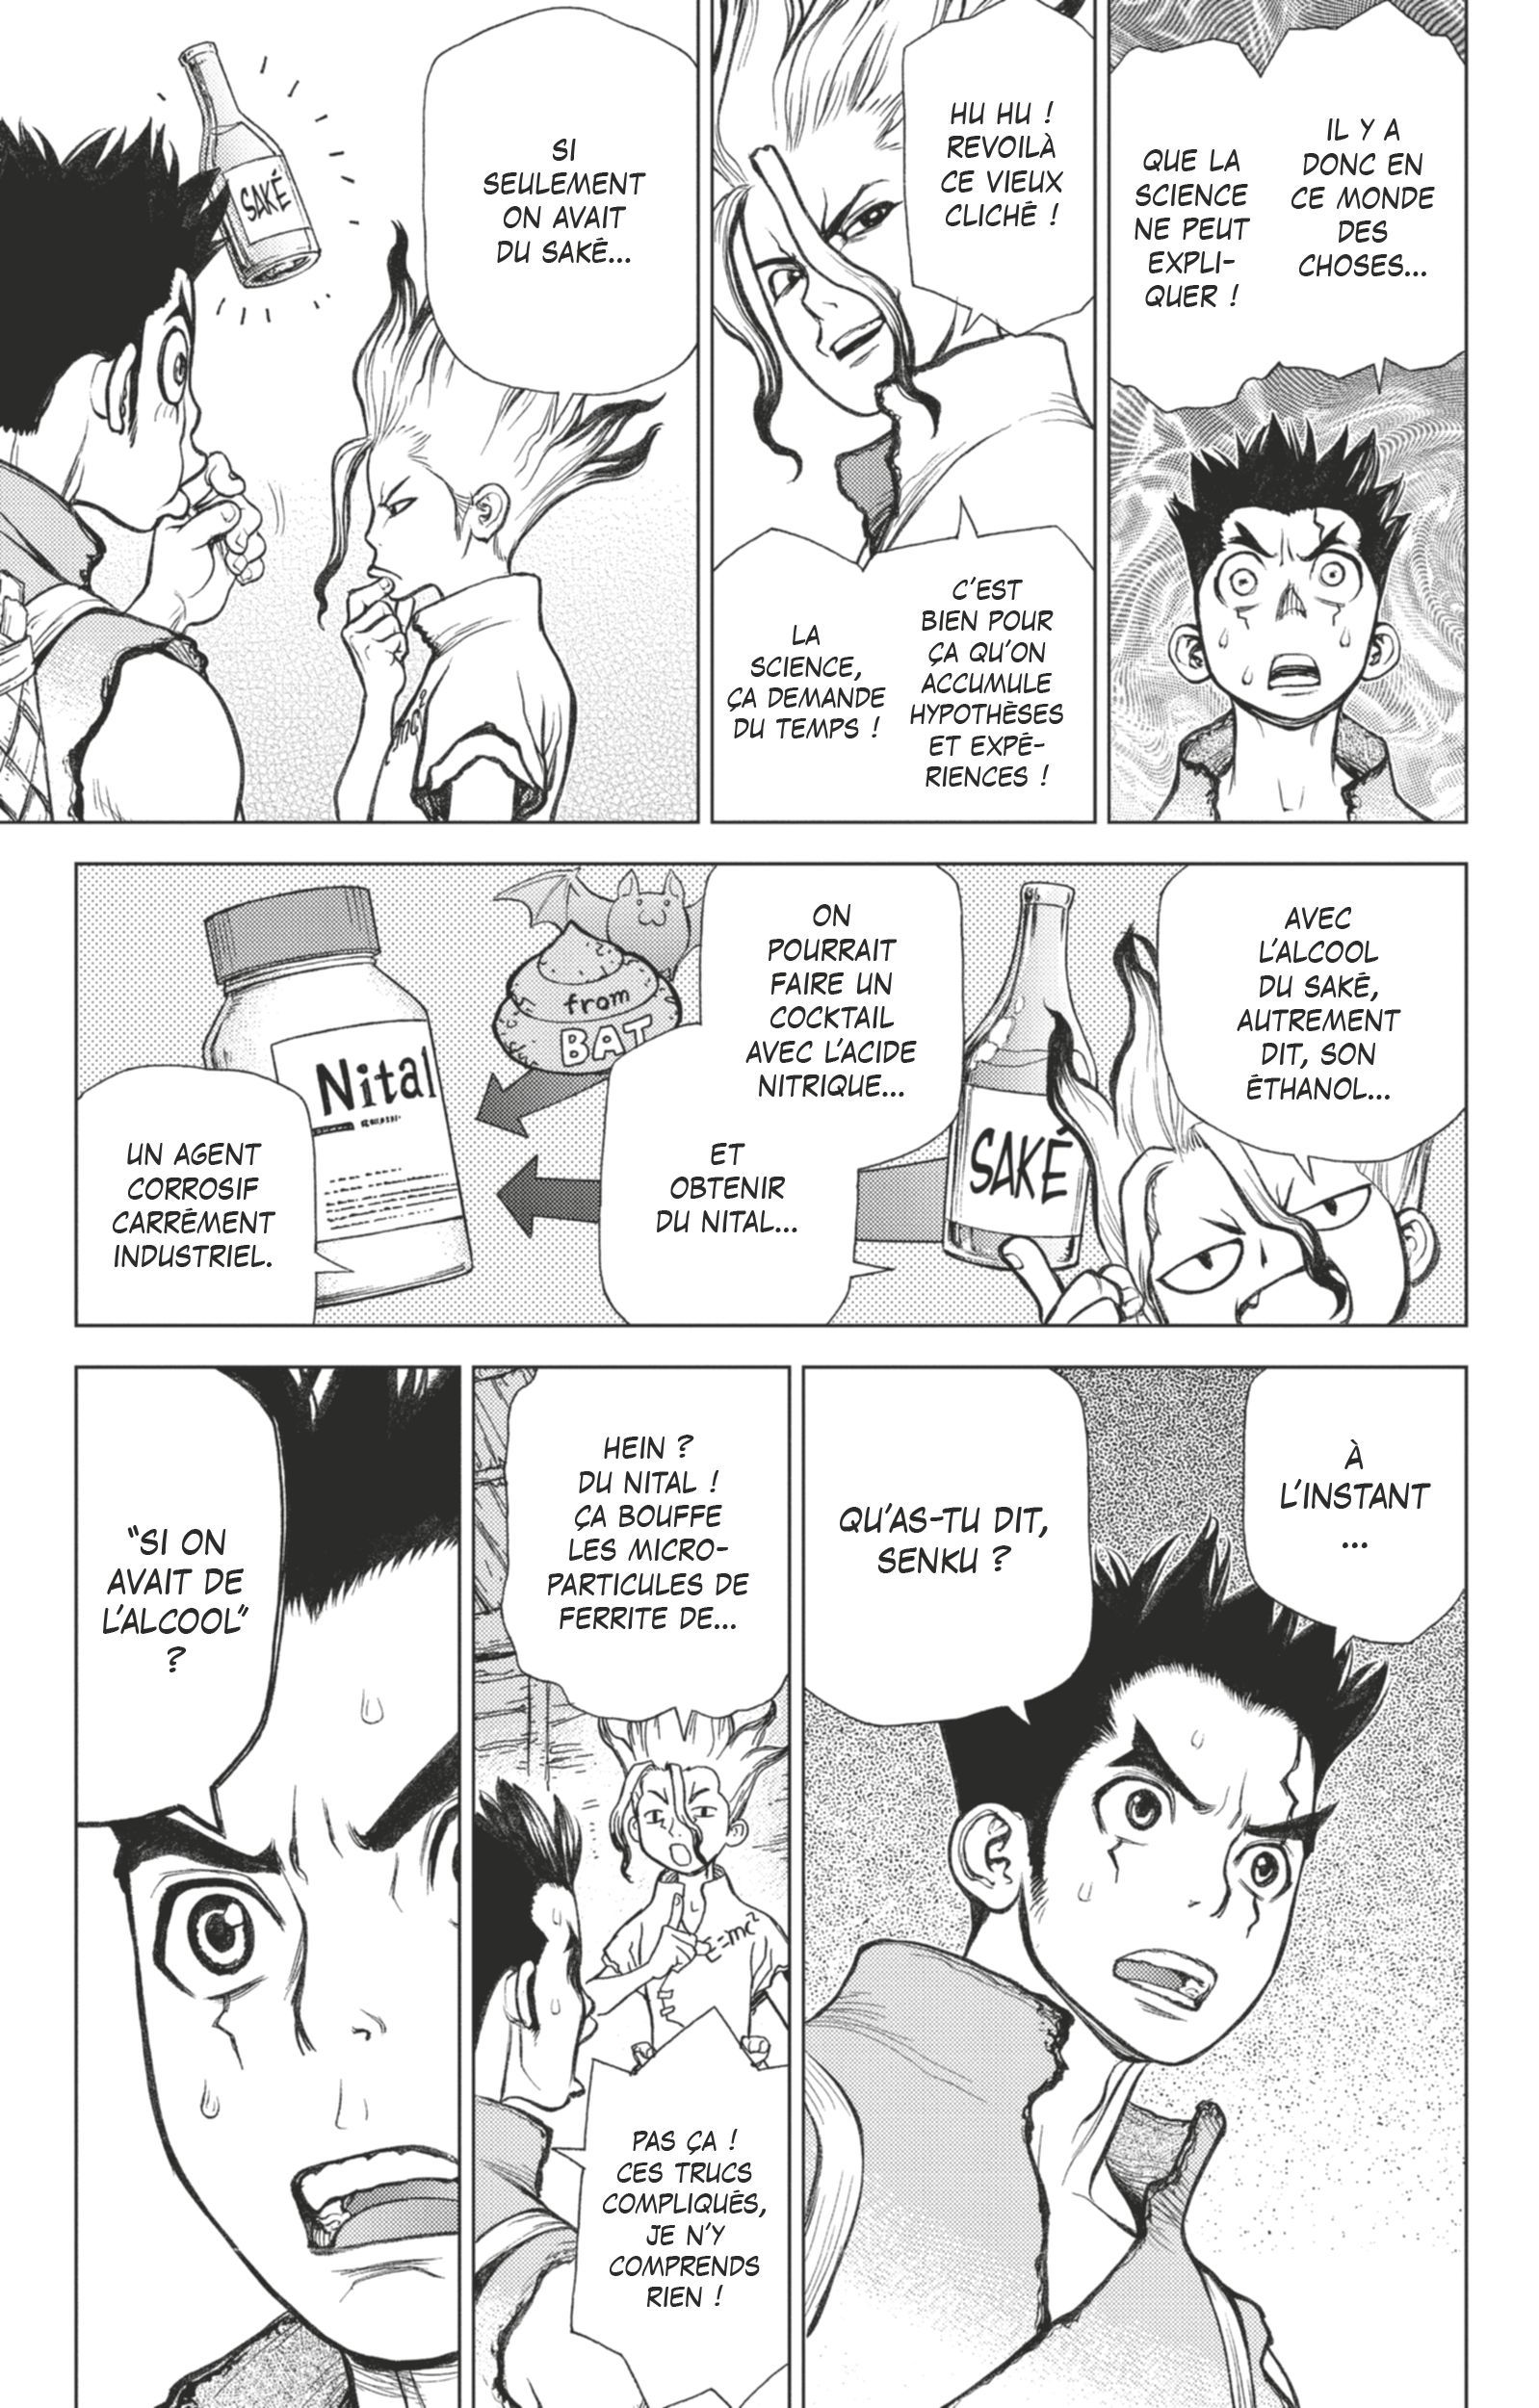 IL Y A
DONC EN
CE MONDE
DES
CHOSES...
QUE LA
SCIENCE
NE PEUT
EXPLI-
QUER !
HU HU !
REVOILÀ
CE VIEUX
CLICHÉ !
C'EST
BIEN POUR
ÇA QU'ON
ACCUMULE
HYPOTHÈSES
ET EXPÉ-
RIENCES !
LA
SCIENCE,
ÇA DEMANDE
DU TEMPS !
SI
SEULEMENT
ON AVAIT
DU SAKÉ...
SAKÉ
AVEC
L'ALCOOL
DU SAKÉ,
AUTREMENT
DIT, SON
ÉTHANOL...
SAKÉ
ON
POURRAIT
FAIRE UN
COCKTAIL
AVEC L'ACIDE
NITRIQUE...
ET
OBTENIR
DU NITAL...
from
BAT
Nital
UN AGENT
CORROSIF
CARRÉMENT
INDUSTRIEL.
À
L'INSTANT
...
QU'AS-TU DIT,
SENKU ?
HEIN ?
DU NITAL !
ÇA BOUFFE
LES MICRO-
PARTICULES DE
FERRITE DE...
E=mc²
PAS ÇA !
CES TRUCS
COMPLIQUÉS,
JE N'Y
COMPRENDS
RIEN !
"SI ON
AVAIT DE
L'ALCOOL"
?